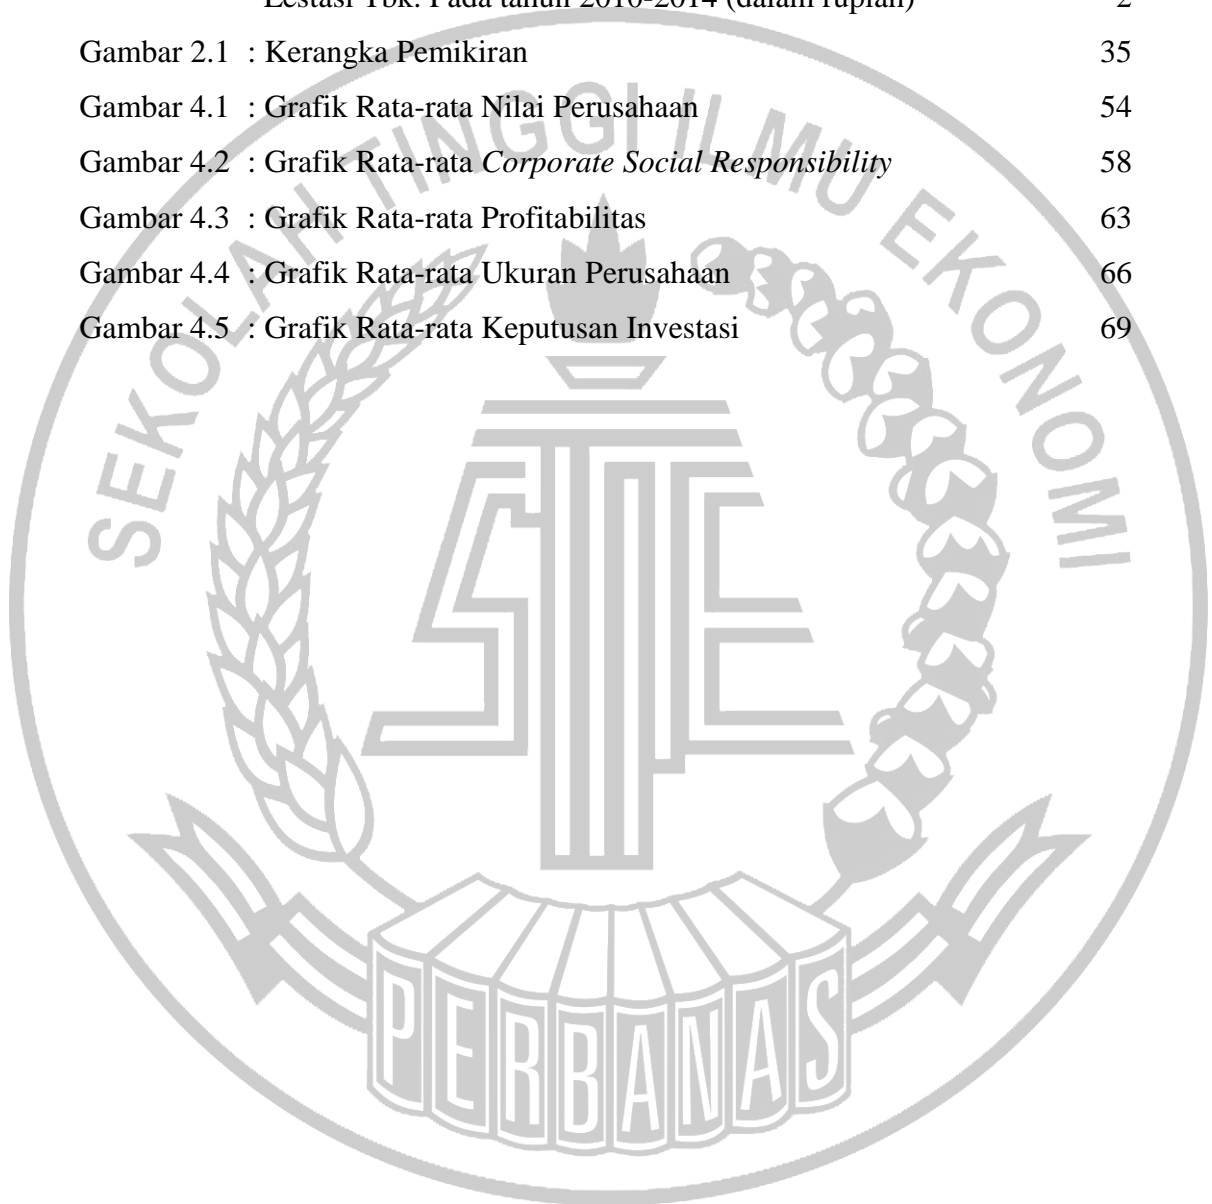 Lestasi Tbk. Pada tahun 2010-2014 (dalam rupiah) 2
Gambar 2.1 : Kerangka Pemikiran 35
Gambar 4.1 : Grafik Rata-rata Nilai Perusahaan 54
Gambar 4.2 : Grafik Rata-rata Corporate Social Responsibility 58
Gambar 4.3 : Grafik Rata-rata Profitabilitas 63
Gambar 4.4 : Grafik Rata-rata Ukuran Perusahaan 66
Gambar 4.5 : Grafik Rata-rata Keputusan Investasi 69
SEKOLAH TINGGI ILMU EKONOMI
STIE
PERBANAS